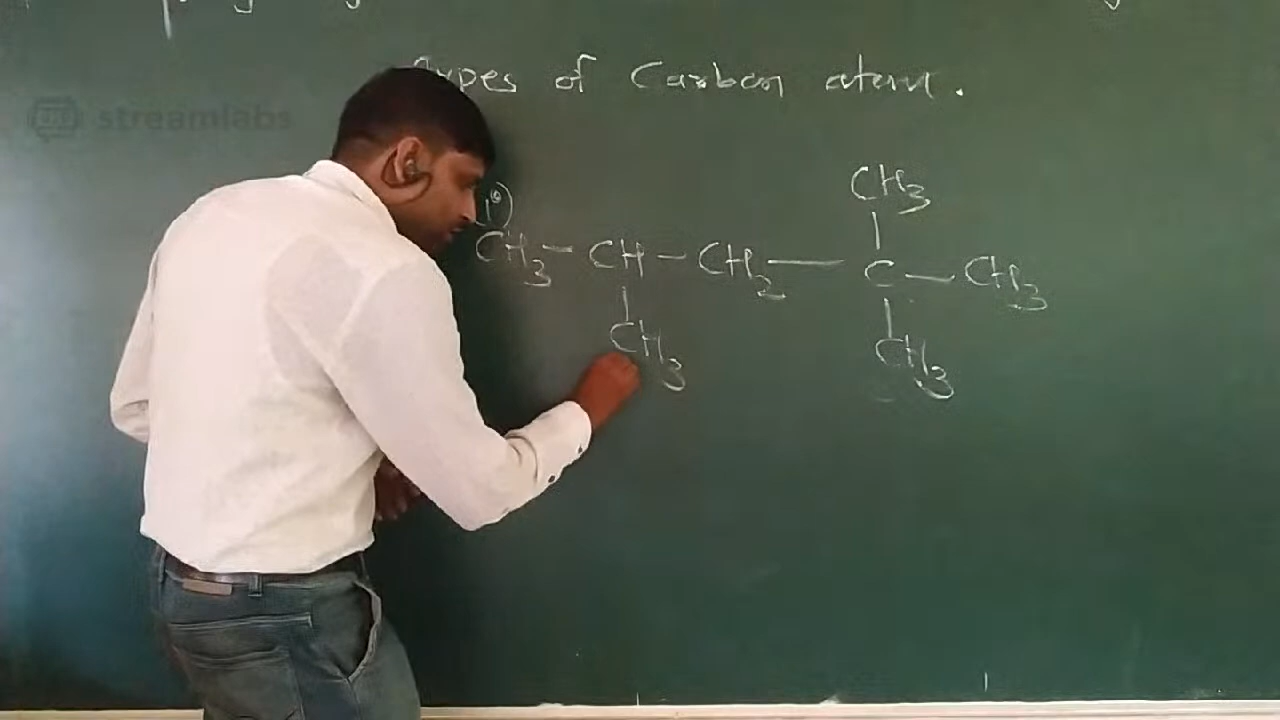 streamlabs
Types of Carbon atom.
CH3
(1°)
CH3 - CH - CH2 - C - CH3
CH3
CH3